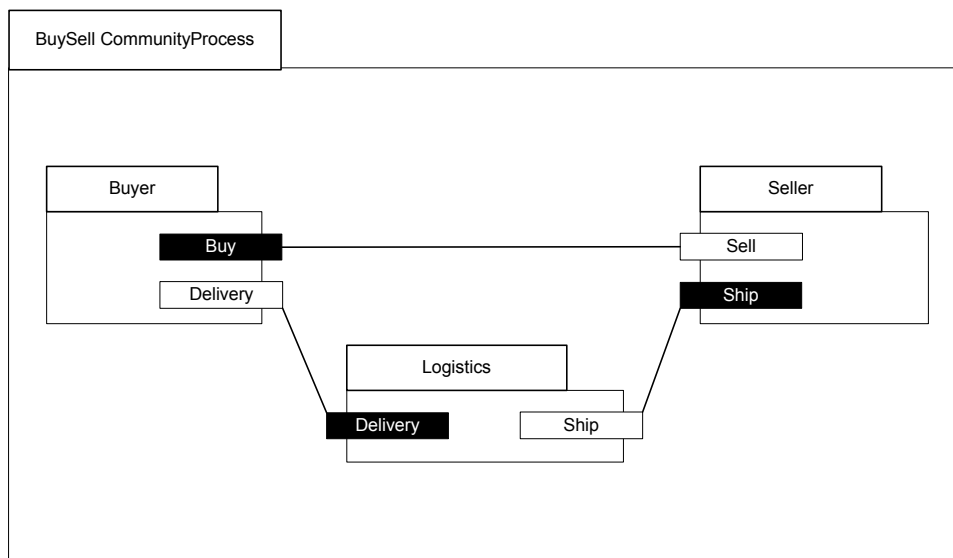 BuySell CommunityProcess
Buyer
Seller
Buy
Sell
Delivery
Ship
Logistics
Delivery
Ship